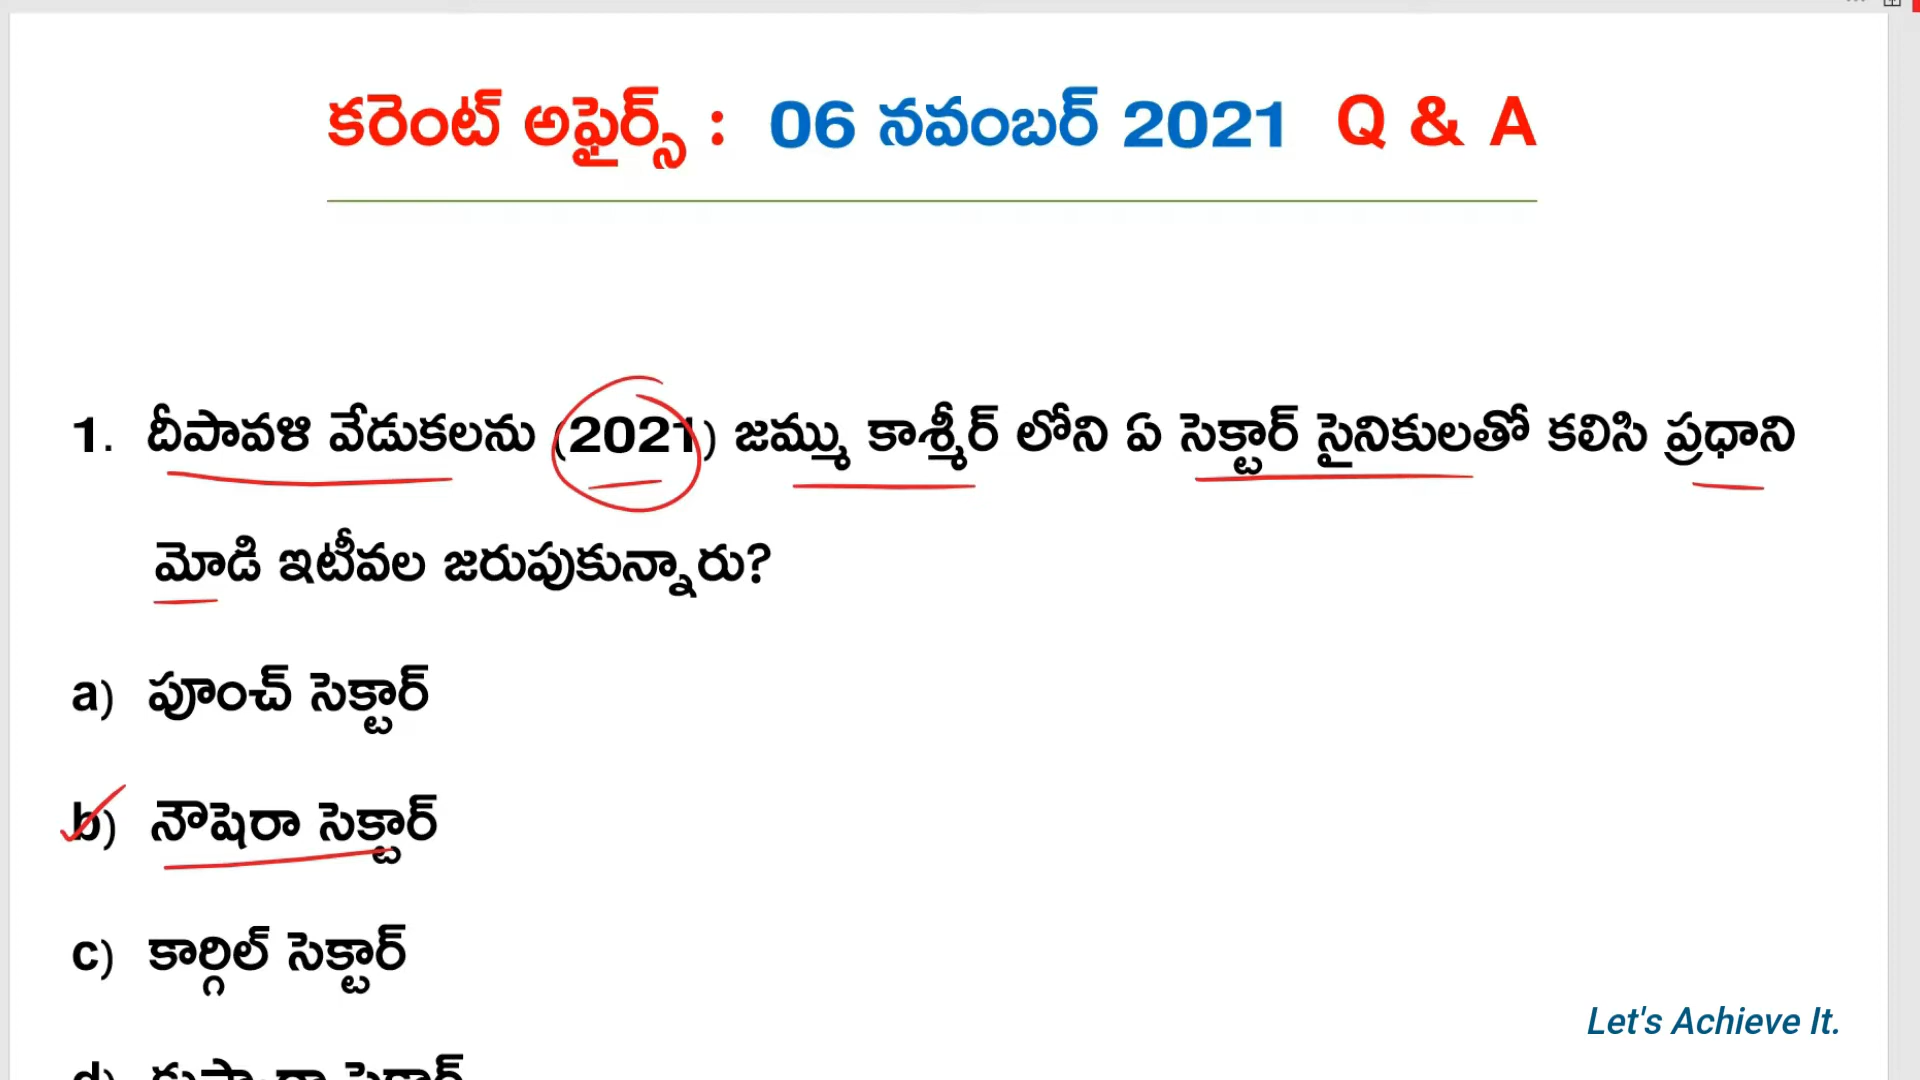 కరెంట్ అఫైర్స్ : 06 నవంబర్ 2021 Q & A
1. దీపావళి వేడుకలను (2021) జమ్ము కాశ్మీర్ లోని ఏ సెక్టార్ సైనికులతో కలిసి ప్రధాని
మోడి ఇటీవల జరుపుకున్నారు?
a) పూంచ్ సెక్టార్
b) నౌషెరా సెక్టార్
c) కార్గిల్ సెక్టార్
d) సెక్టార్
Let's Achieve It.